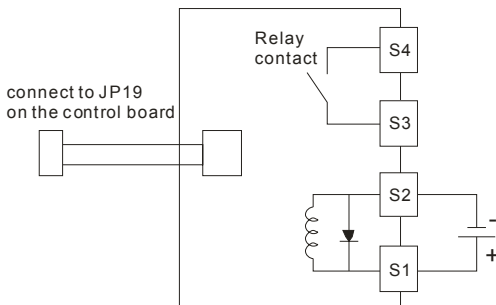 Relay
contact
S4
connect to JP19
on the control board
S3
S2
-
+
S1